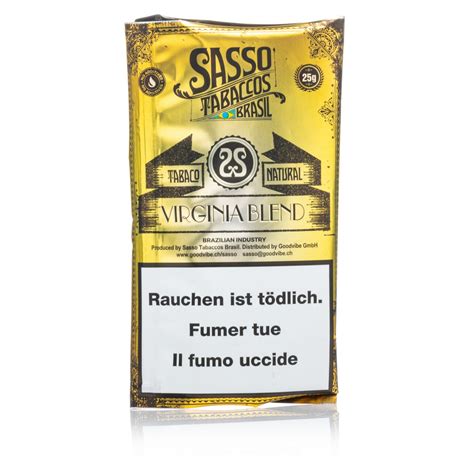 SASSO
TABACCOS
BRASIL
25g
TABACO
NATURAL
VIRGINIA BLEND
BRAZILIAN INDUSTRY
Produced by Sasso Tabaccos Brasil. Distributed by Goodvibe GmbH
www.goodvibe.ch/sasso sasso@goodvibe.ch
Rauchen ist tödlich.
Fumer tue
Il fumo uccide